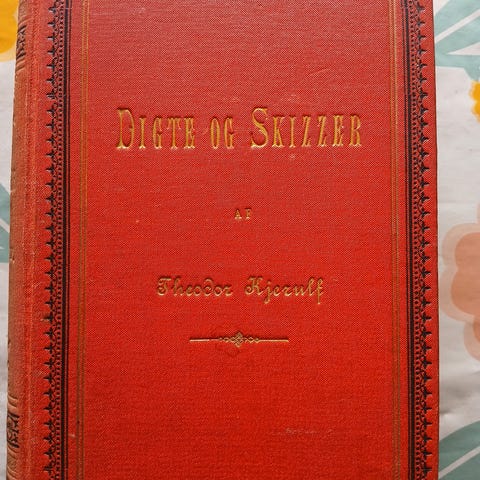 DIGTE OG SKIZZER
AF
Theodor Kjerulf